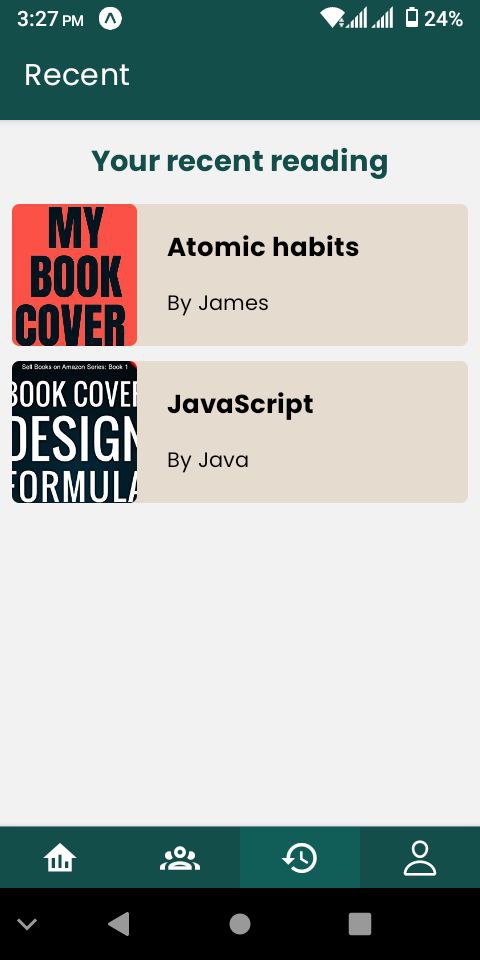 3:27 PM
24%
Recent
Your recent reading
MY
BOOK
COVER
Atomic habits
By James
Sell Books on Amazon Series: Book 1
BOOK COVER
DESIGN
FORMULA
JavaScript
By Java